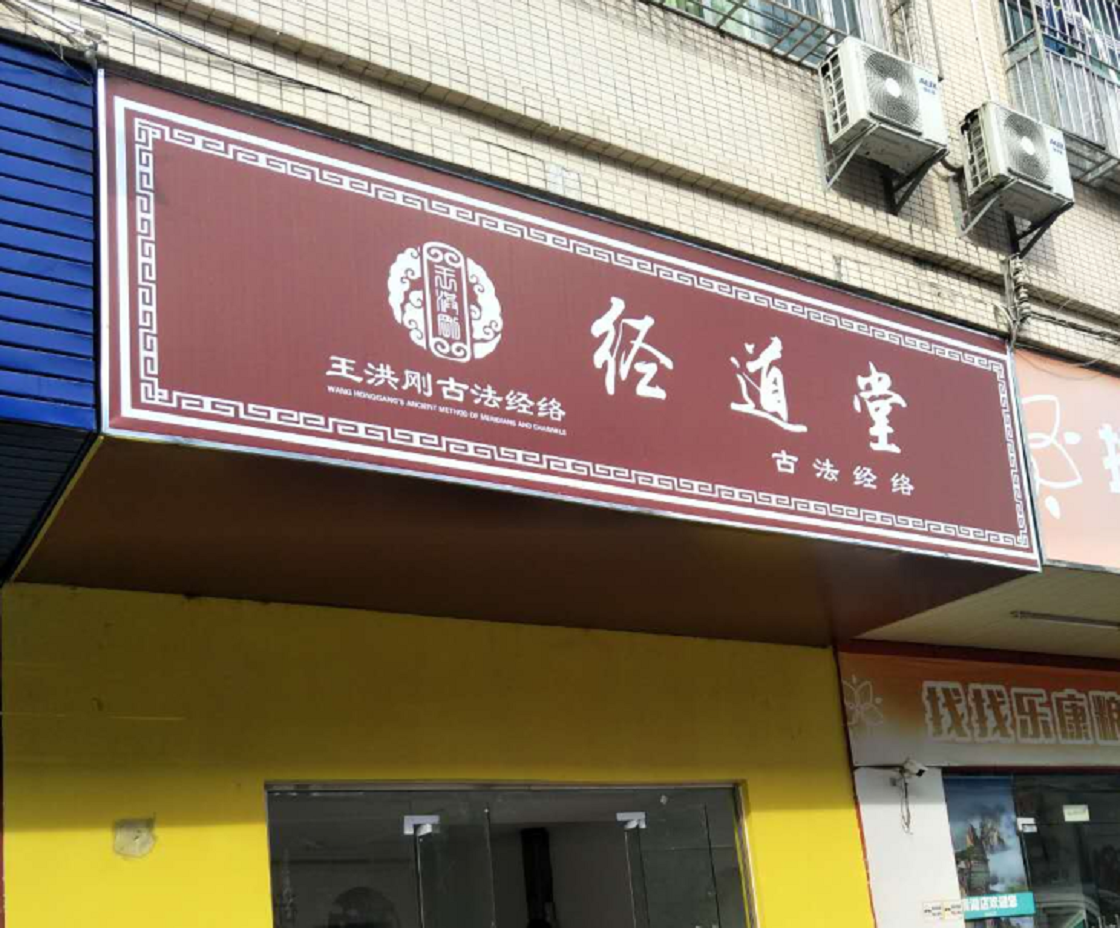 王洪刚
王洪刚古法经络
WANG HONGGANG'S ANCIENT METHOD OF MERIDIANS AND CHANNELS
经道堂
古法经络
找找乐康
AUX